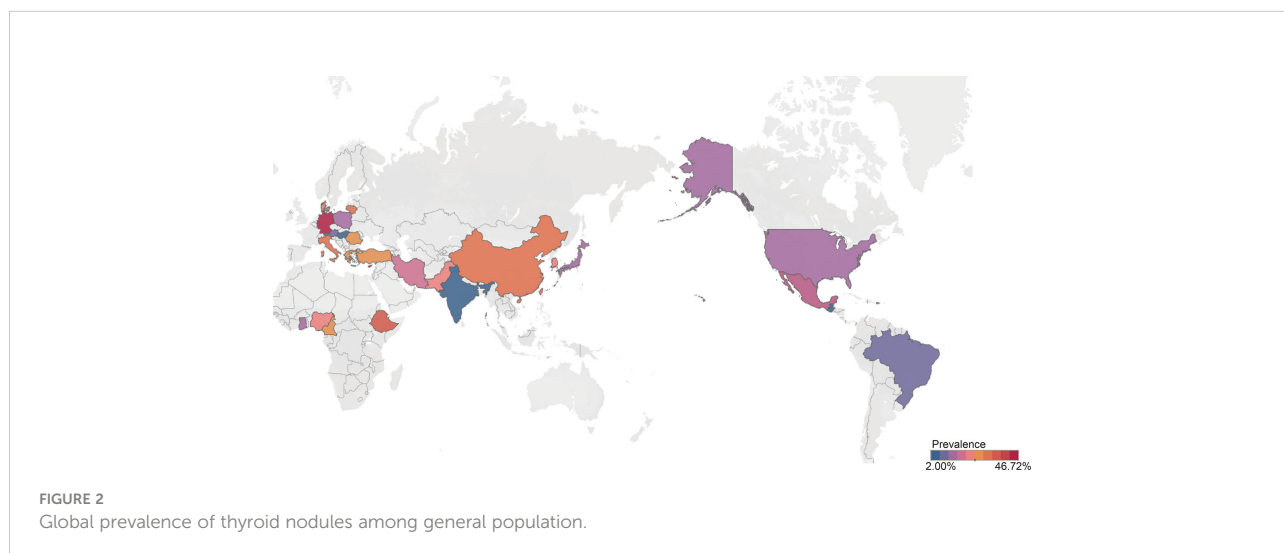 Prevalence
2.00% 46.72%
FIGURE 2
Global prevalence of thyroid nodules among general population.